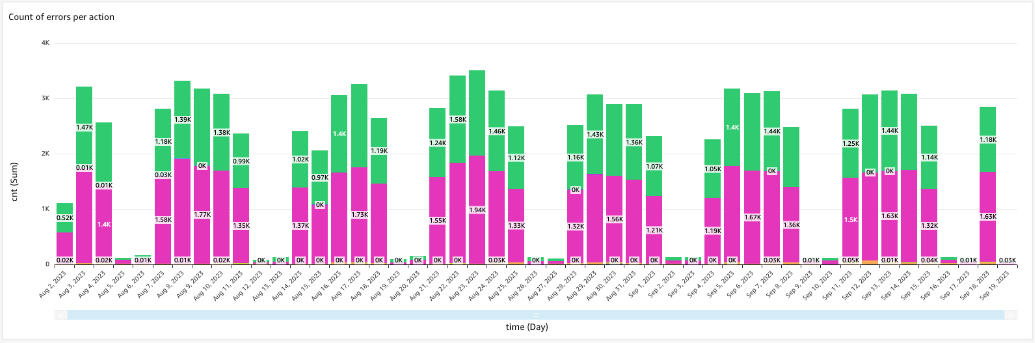 Count of errors per action
4K
3K
2K
1K
0
cnt (Sum)
0.52K
0.02K
1.47K
0.01K
0.02K
0.01K
1.4K
0.02K
0.01K
1.18K
0.03K
1.58K
1.39K
0.01K
0K
1.77K
1.38K
0.02K
0.99K
1.35K
0K
0K
1.02K
1.37K
0.97K
0K
0K
1.4K
0K
1.73K
0K
1.19K
0K
0K
0K
1.24K
1.55K
1.58K
0K
1.94K
1.46K
0.03K
1.12K
1.33K
0K
0K
1.16K
0K
1.32K
1.43K
0K
1.56K
0K
1.36K
0K
1.07K
1.21K
0K
0K
1.05K
1.19K
1.4K
0K
1.67K
1.44K
0K
0.03K
1.36K
0.01K
1.25K
1.5K
0.05K
0K
1.44K
1.63K
0.01K
1.14K
1.32K
0.04K
0.01K
1.18K
1.63K
0.03K
Aug 2, 2023
Aug 3, 2023
Aug 4, 2023
Aug 5, 2023
Aug 6, 2023
Aug 7, 2023
Aug 8, 2023
Aug 9, 2023
Aug 10, 2023
Aug 11, 2023
Aug 12, 2023
Aug 13, 2023
Aug 14, 2023
Aug 15, 2023
Aug 16, 2023
Aug 17, 2023
Aug 18, 2023
Aug 19, 2023
Aug 20, 2023
Aug 21, 2023
Aug 22, 2023
Aug 23, 2023
Aug 24, 2023
Aug 25, 2023
Aug 26, 2023
Aug 27, 2023
Aug 28, 2023
Aug 29, 2023
Aug 30, 2023
Aug 31, 2023
Sep 1, 2023
Sep 2, 2023
Sep 3, 2023
Sep 4, 2023
Sep 5, 2023
Sep 6, 2023
Sep 7, 2023
Sep 8, 2023
Sep 9, 2023
Sep 10, 2023
Sep 11, 2023
Sep 12, 2023
Sep 13, 2023
Sep 14, 2023
Sep 15, 2023
Sep 16, 2023
Sep 17, 2023
Sep 18, 2023
Sep 19, 2023
time (Day)